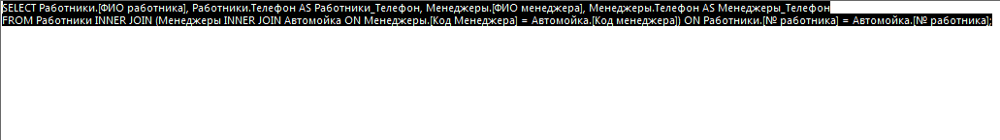 SELECT Работники.[ФИО работника], Работники.Телефон AS Работники_Телефон, Менеджеры.[ФИО менеджера], Менеджеры.Телефон AS Менеджеры_Телефон
FROM Работники INNER JOIN (Менеджеры INNER JOIN Автомойка ON Менеджеры.[Код Менеджера] = Автомойка.[Код менеджера]) ON Работники.[№ работника] = Автомойка.[№ работника];